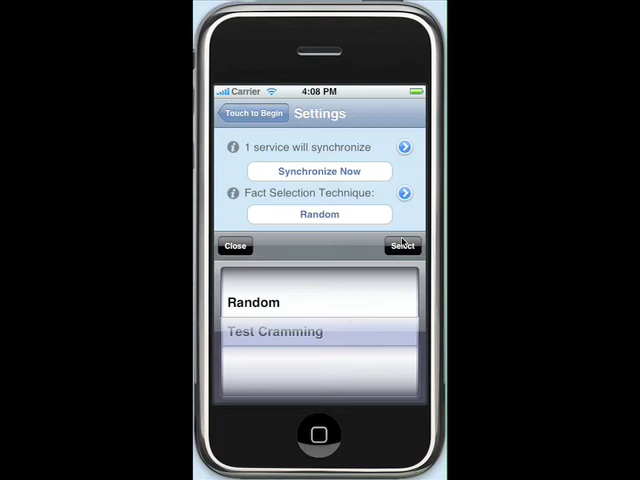 Carrier 4:08 PM
Touch to Begin Settings
1 service will synchronize
Synchronize Now
Fact Selection Technique:
Random
Close Select
Random
Test Cramming